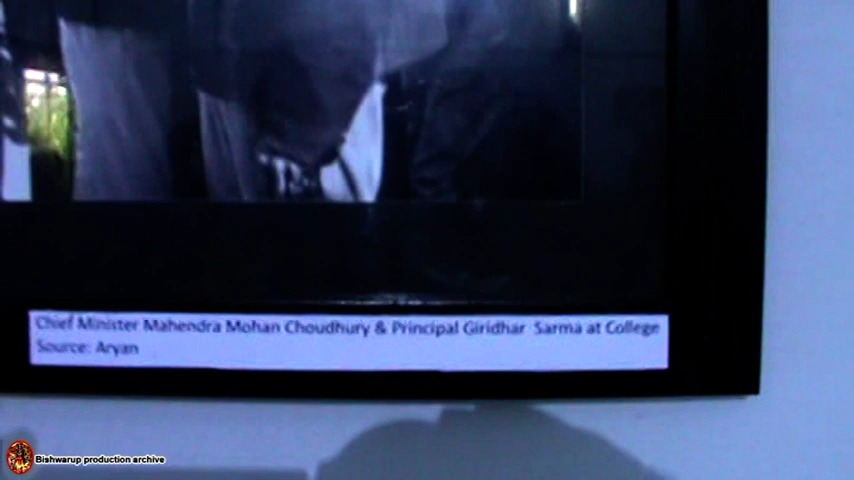 Chief Minister Mahendra Mohan Choudhury & Principal Giridhar Sarma at College
Source: Aryan
Bishwarup production archive